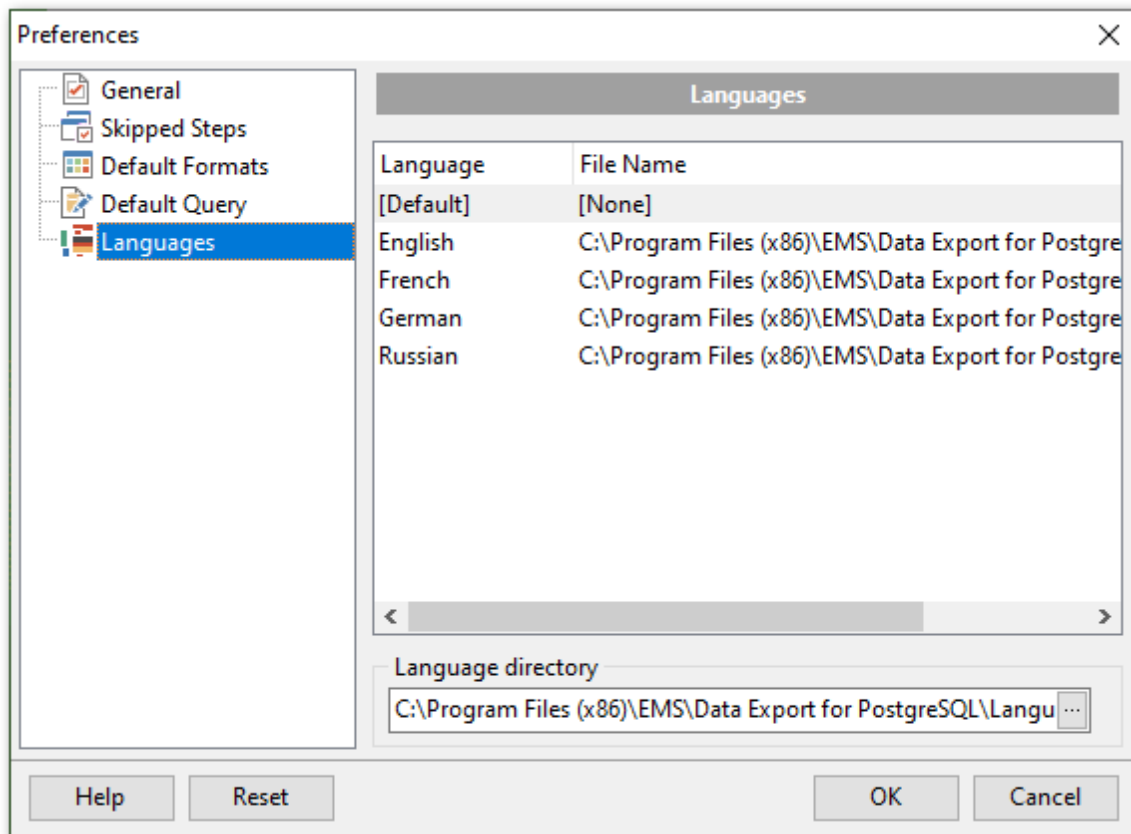 Preferences
General
Skipped Steps
Default Formats
Default Query
Languages
Languages
Language File Name
[Default] [None]
English C:\Program Files (x86)\EMS\Data Export for Postgre
French C:\Program Files (x86)\EMS\Data Export for Postgre
German C:\Program Files (x86)\EMS\Data Export for Postgre
Russian C:\Program Files (x86)\EMS\Data Export for Postgre
Language directory
C:\Program Files (x86)\EMS\Data Export for PostgreSQL\Langu ...
Help Reset OK Cancel